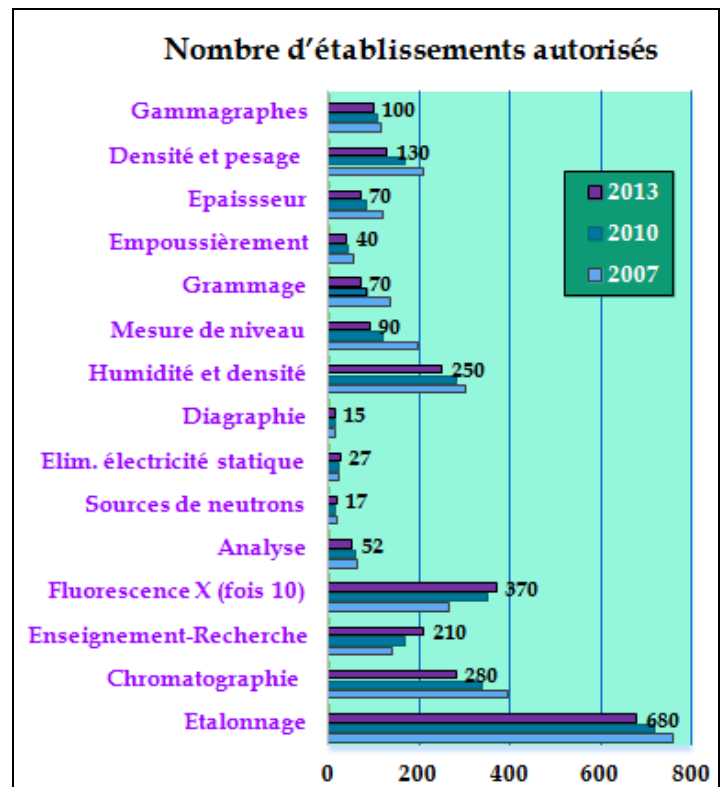 Nombre d'établissements autorisés
Gammagraphes 100
Densité et pesage 130
Epaissseur 70
Empoussièrement 40
Grammage 70
Mesure de niveau 90
Humidité et densité 250
Diagraphie 15
Elim. électricité statique 27
Sources de neutrons 17
Analyse 52
Fluorescence X (fois 10) 370
Enseignement-Recherche 210
Chromatographie 280
Etalonnage 680
2013
2010
2007
0 200 400 600 800